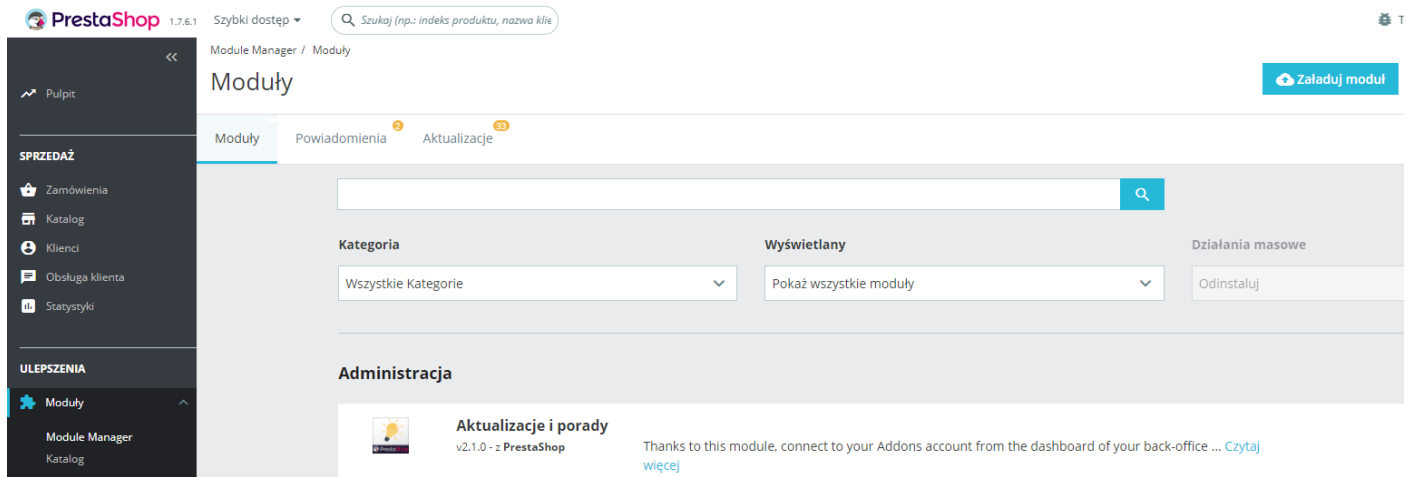 PrestaShop 1.7.6.1 Szybki dostęp Szukaj (np.: indeks produktu, nazwa klie
Module Manager / Moduły
Moduły
Załaduj moduł
Moduły Powiadomienia 2 Aktualizacje 33
Pulpit
SPRZEDAŻ
Zamówienia
Katalog
Klienci
Obsługa klienta
Statystyki
ULEPSZENIA
Moduły
Module Manager
Katalog
Kategoria Wyświetlany Działania masowe
Wszystkie Kategorie Pokaż wszystkie moduły Odinstaluj
Administracja
Aktualizacje i porady
v2.1.0 - z PrestaShop
Thanks to this module, connect to your Addons account from the dashboard of your back-office ... Czytaj
więcej